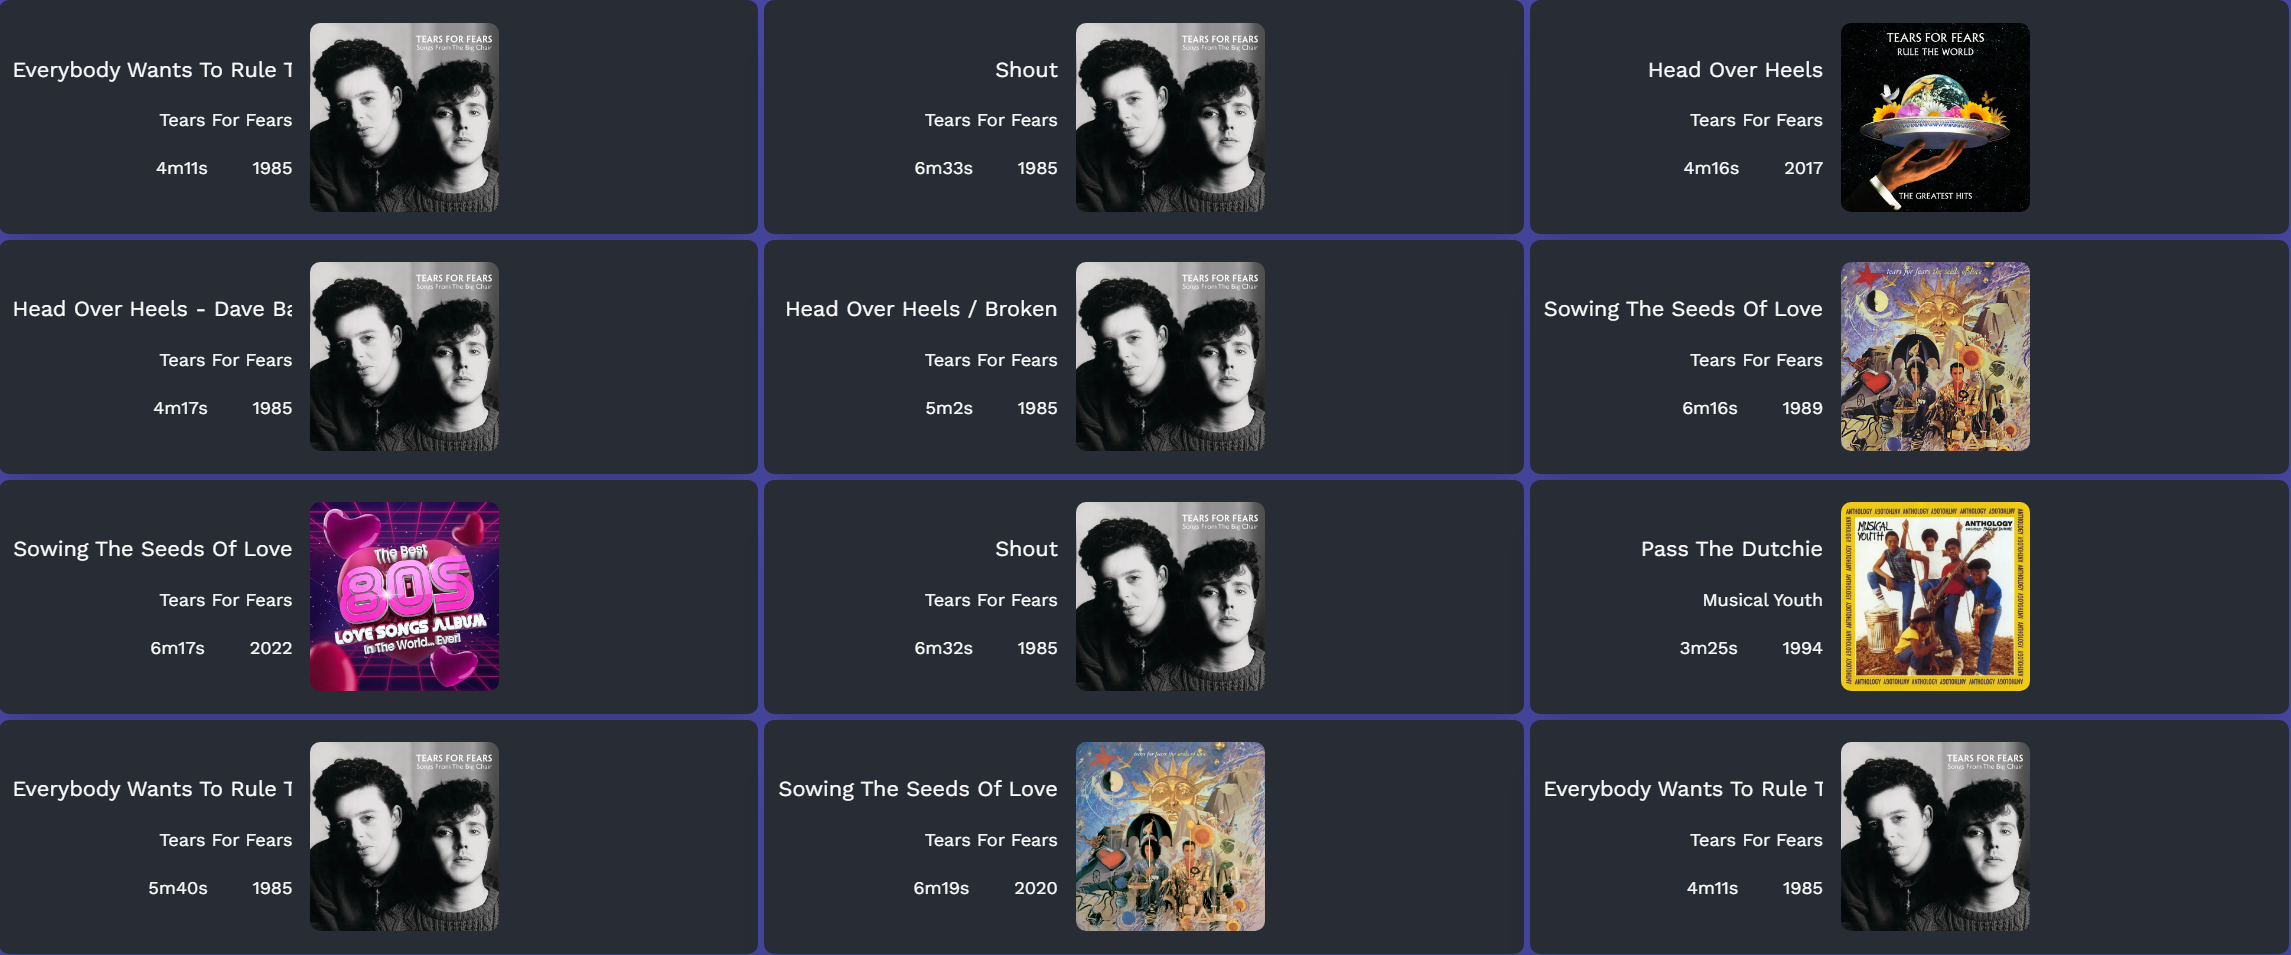 Everybody Wants To Rule T
Tears For Fears
4m11s 1985
TEARS FOR FEARS
Songs From The Big Chair
Shout
Tears For Fears
6m33s 1985
TEARS FOR FEARS
Songs From The Big Chair
Head Over Heels
Tears For Fears
4m16s 2017
TEARS FOR FEARS
RULE THE WORLD
THE GREATEST HITS
Head Over Heels - Dave Ba
Tears For Fears
4m17s 1985
TEARS FOR FEARS
Songs From The Big Chair
Head Over Heels / Broken
Tears For Fears
5m2s 1985
TEARS FOR FEARS
Songs From The Big Chair
Sowing The Seeds Of Love
Tears For Fears
6m16s 1989
tears for fears the seeds of love
Sowing The Seeds Of Love
Tears For Fears
6m17s 2022
The Best
80S
LOVE SONGS ALBUM
In The World... Ever!
Shout
Tears For Fears
6m32s 1985
TEARS FOR FEARS
Songs From The Big Chair
Pass The Dutchie
Musical Youth
3m25s 1994
ANTHOLOGY ANTHOLOGY ANTHOLOGY ANTHOLOGY
MUSICAL YOUTH
ANTHOLOGY
ANTHOLOGY ANTHOLOGY ANTHOLOGY ANTHOLOGY
Everybody Wants To Rule T
Tears For Fears
5m40s 1985
TEARS FOR FEARS
Songs From The Big Chair
Sowing The Seeds Of Love
Tears For Fears
6m19s 2020
tears for fears the seeds of love
Everybody Wants To Rule T
Tears For Fears
4m11s 1985
TEARS FOR FEARS
Songs From The Big Chair